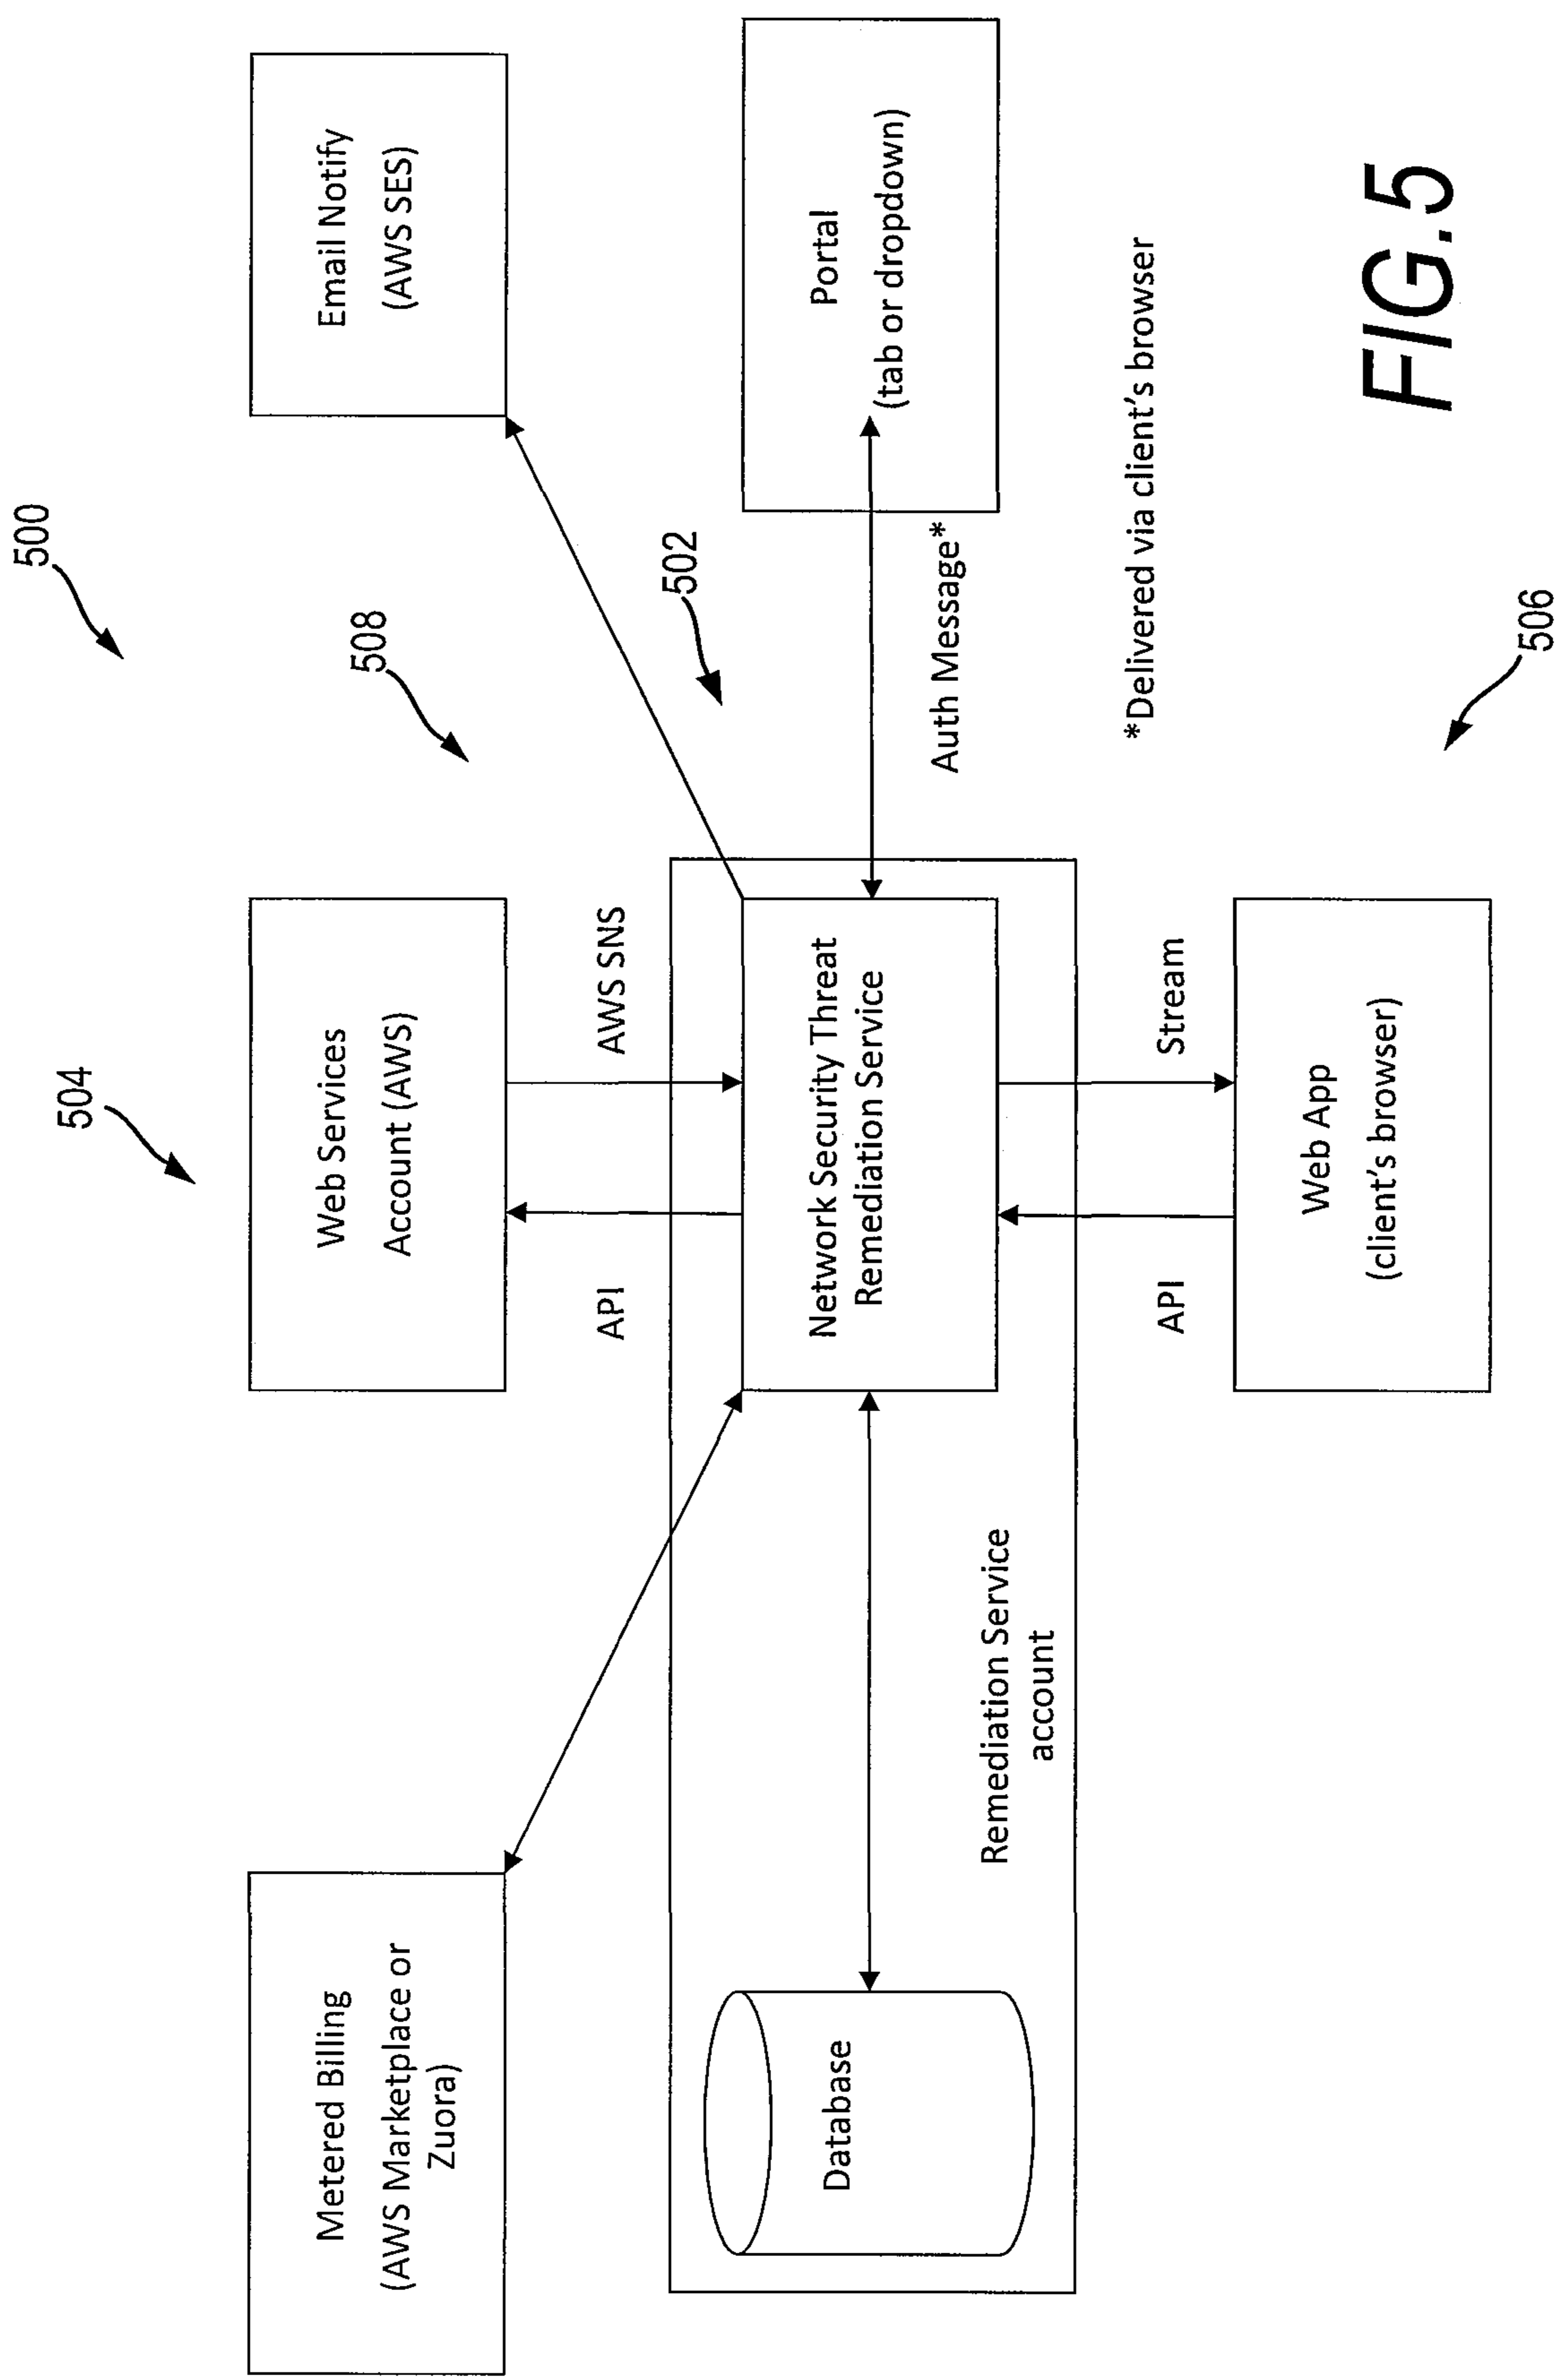 500
504
508
Metered Billing
(AWS Marketplace or
Zuora)
Web Services
Account (AWS)
Email Notify
(AWS SES)
API
AWS SNS
502
Database
Network Security Threat
Remediation Service
Portal
(tab or dropdown)
Auth Message*
Remediation Service
account
*Delivered via client's browser
API
Stream
Web App
(client's browser)
506
FIG.5